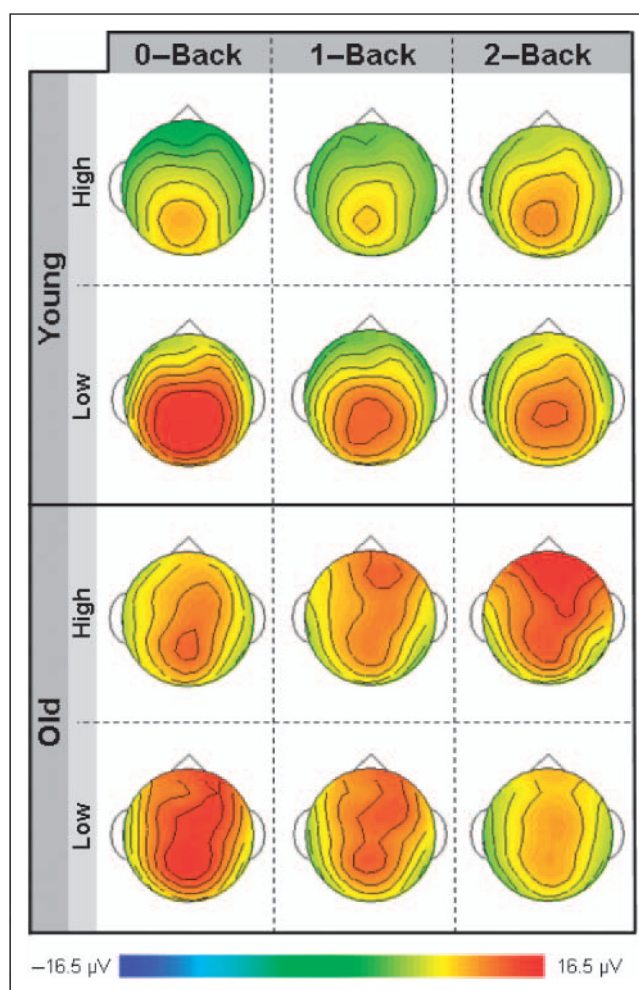 0–Back 1–Back 2–Back
Young
High
Low
Old
High
Low
–16.5 µV 16.5 µV